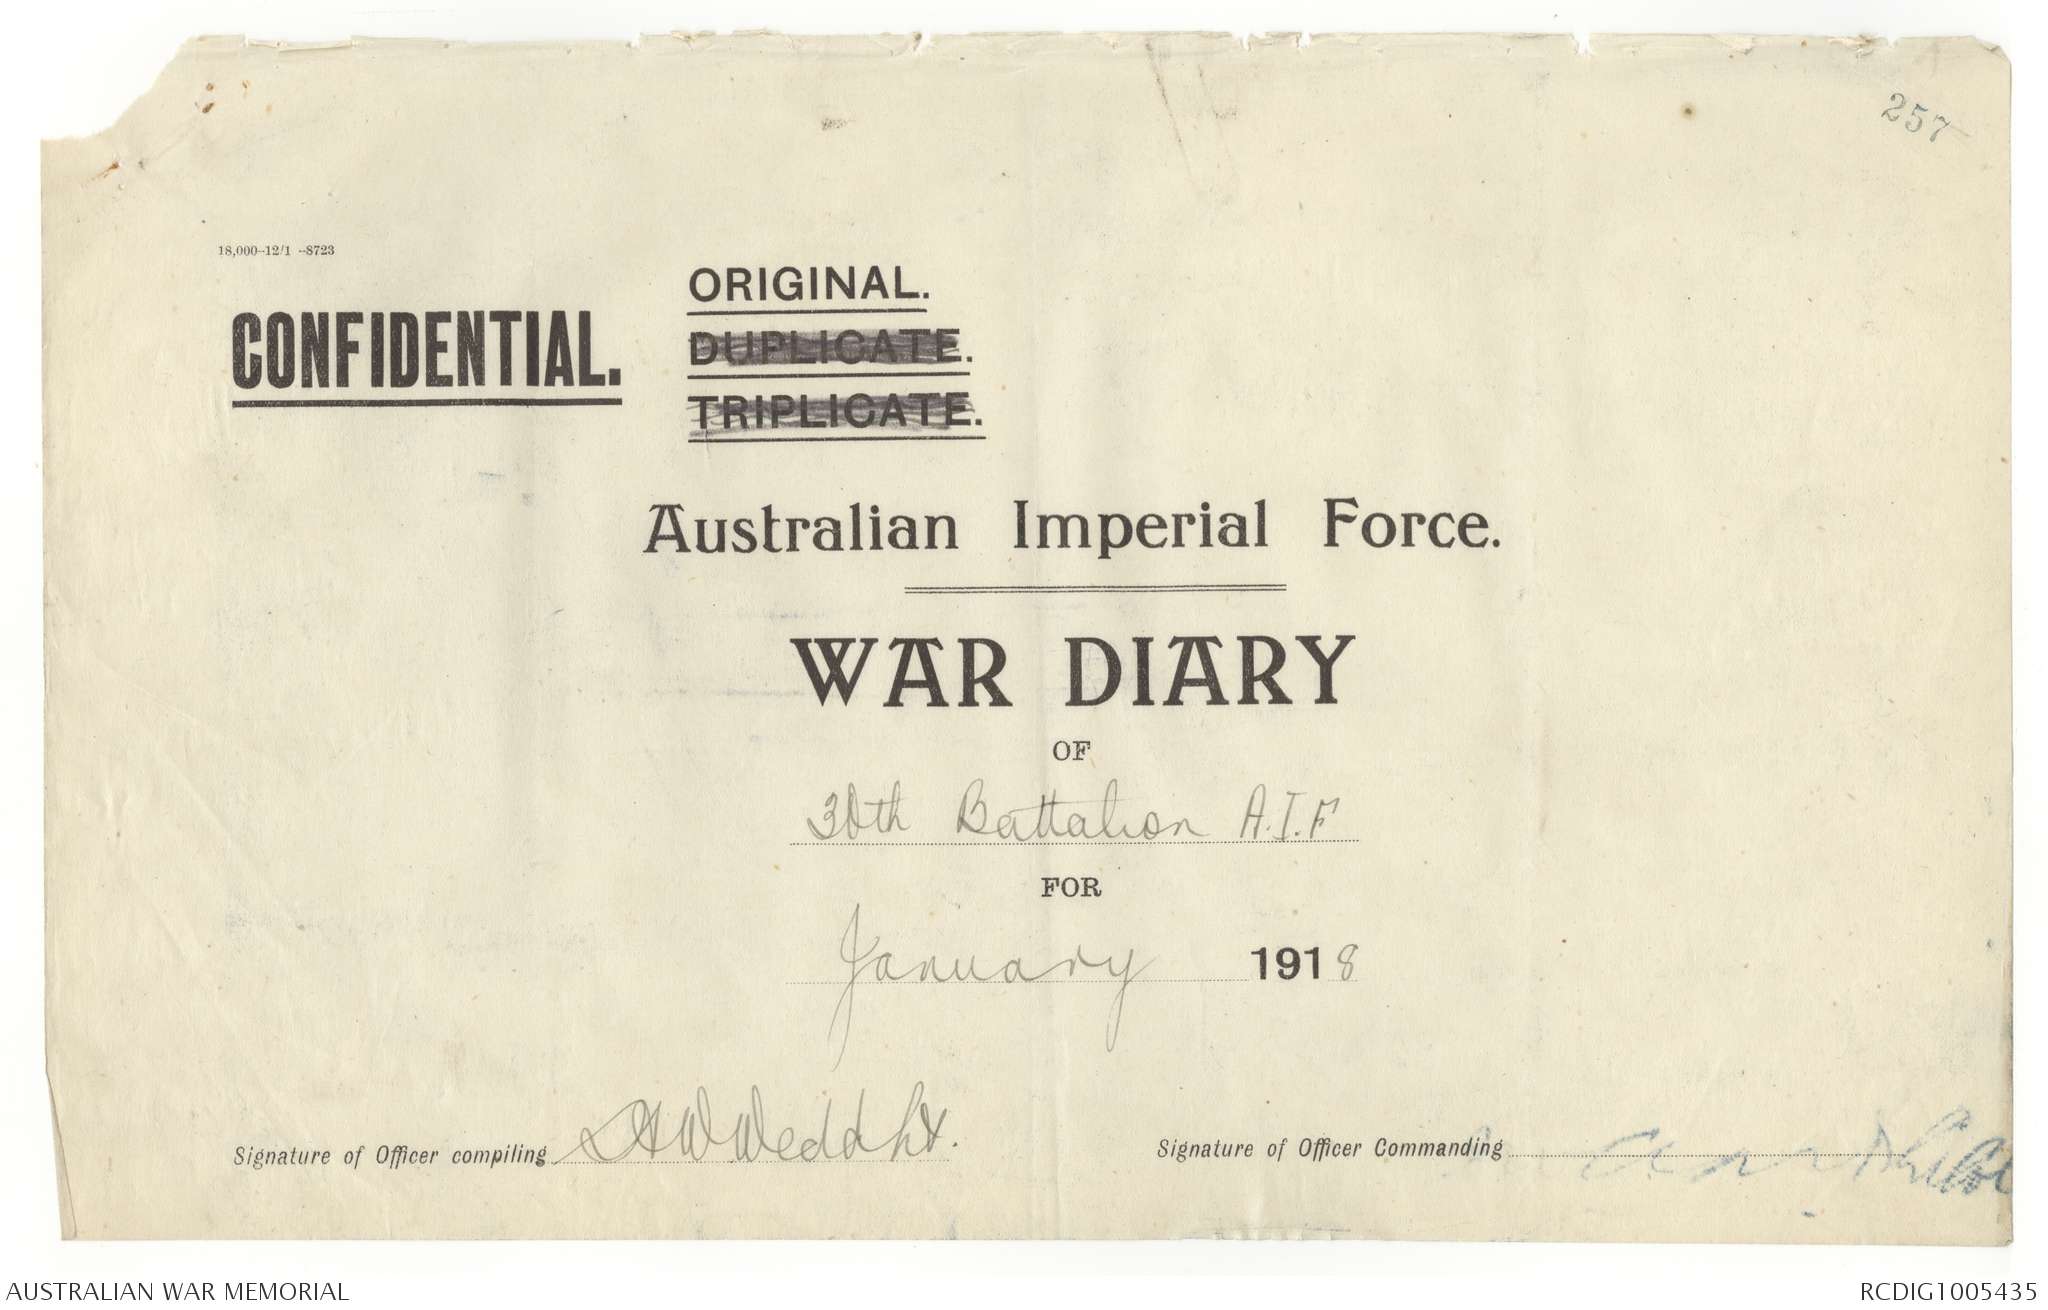 257
18,000--12/1 --8723
CONFIDENTIAL.
ORIGINAL.
DUPLICATE.
TRIPLICATE.
Australian Imperial Force.
WAR DIARY
OF
30th Battalion A.I.F
FOR
January 1918
Signature of Officer compiling
Signature of Officer Commanding
AUSTRALIAN WAR MEMORIAL
RCDIG1005435